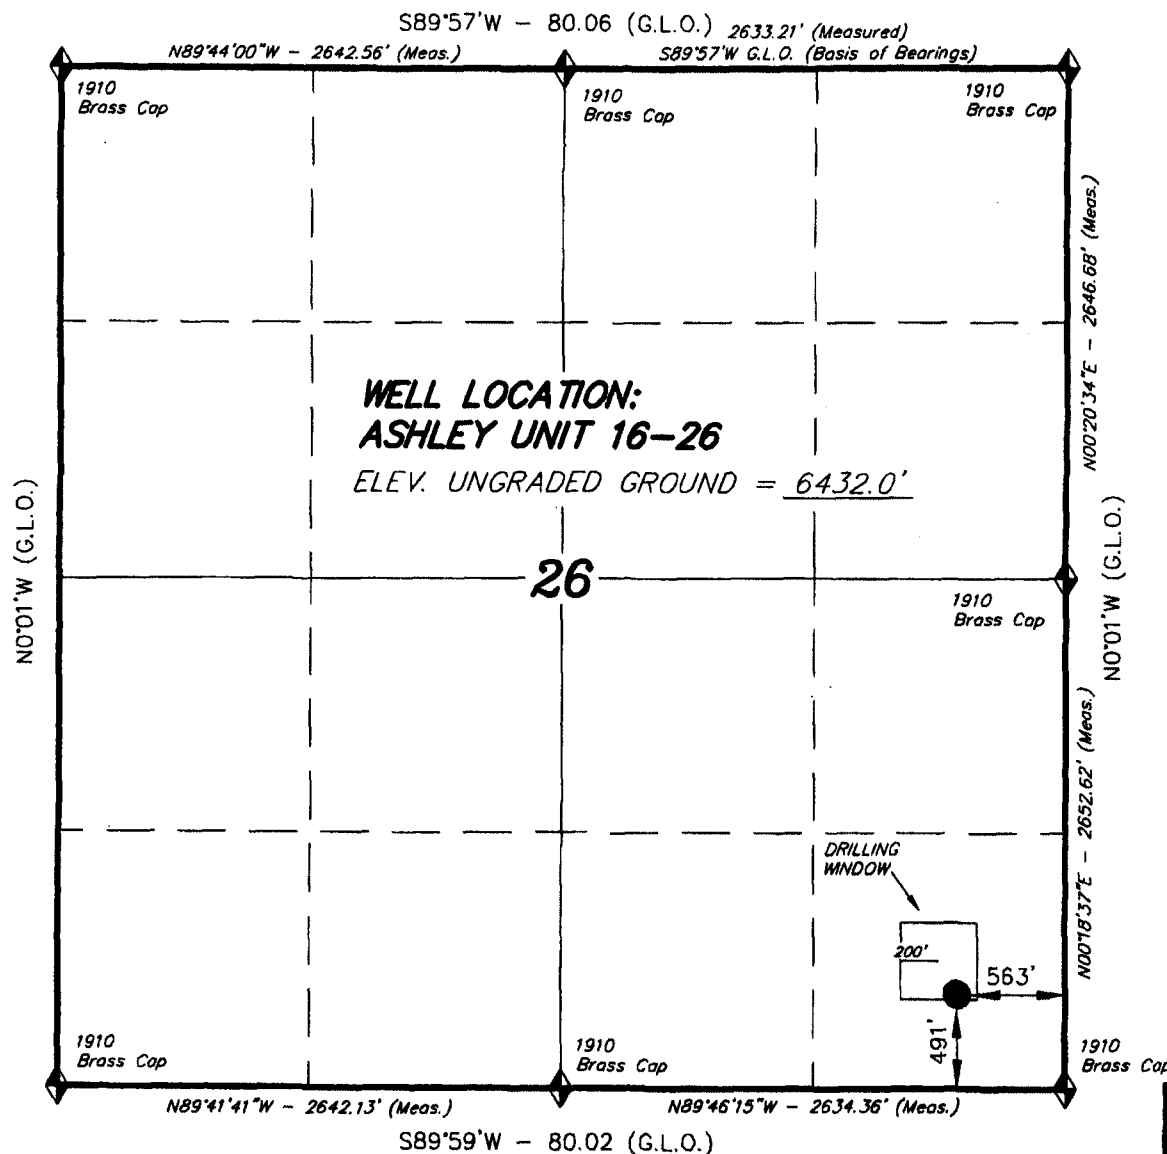 S89°57'W - 80.06 (G.L.O.)
2633.21' (Measured)
N89°44'00"W - 2642.56' (Meas.)
S89°57'W G.L.O. (Basis of Bearings)
1910
Brass Cap
1910
Brass Cap
1910
Brass Cap
N00°20'34"E - 2646.68' (Meas.)
WELL LOCATION:
ASHLEY UNIT 16-26
ELEV. UNGRADED GROUND = 6432.0'
N0°01'W (G.L.O.)
N0°01'W (G.L.O.)
26
1910
Brass Cap
N00°18'37"E - 2652.62' (Meas.)
DRILLING
WINDOW
200'
563'
491'
1910
Brass Cap
1910
Brass Cap
1910
Brass Cap
N89°41'41"W - 2642.13' (Meas.)
N89°46'15"W - 2634.36' (Meas.)
S89°59'W - 80.02 (G.L.O.)